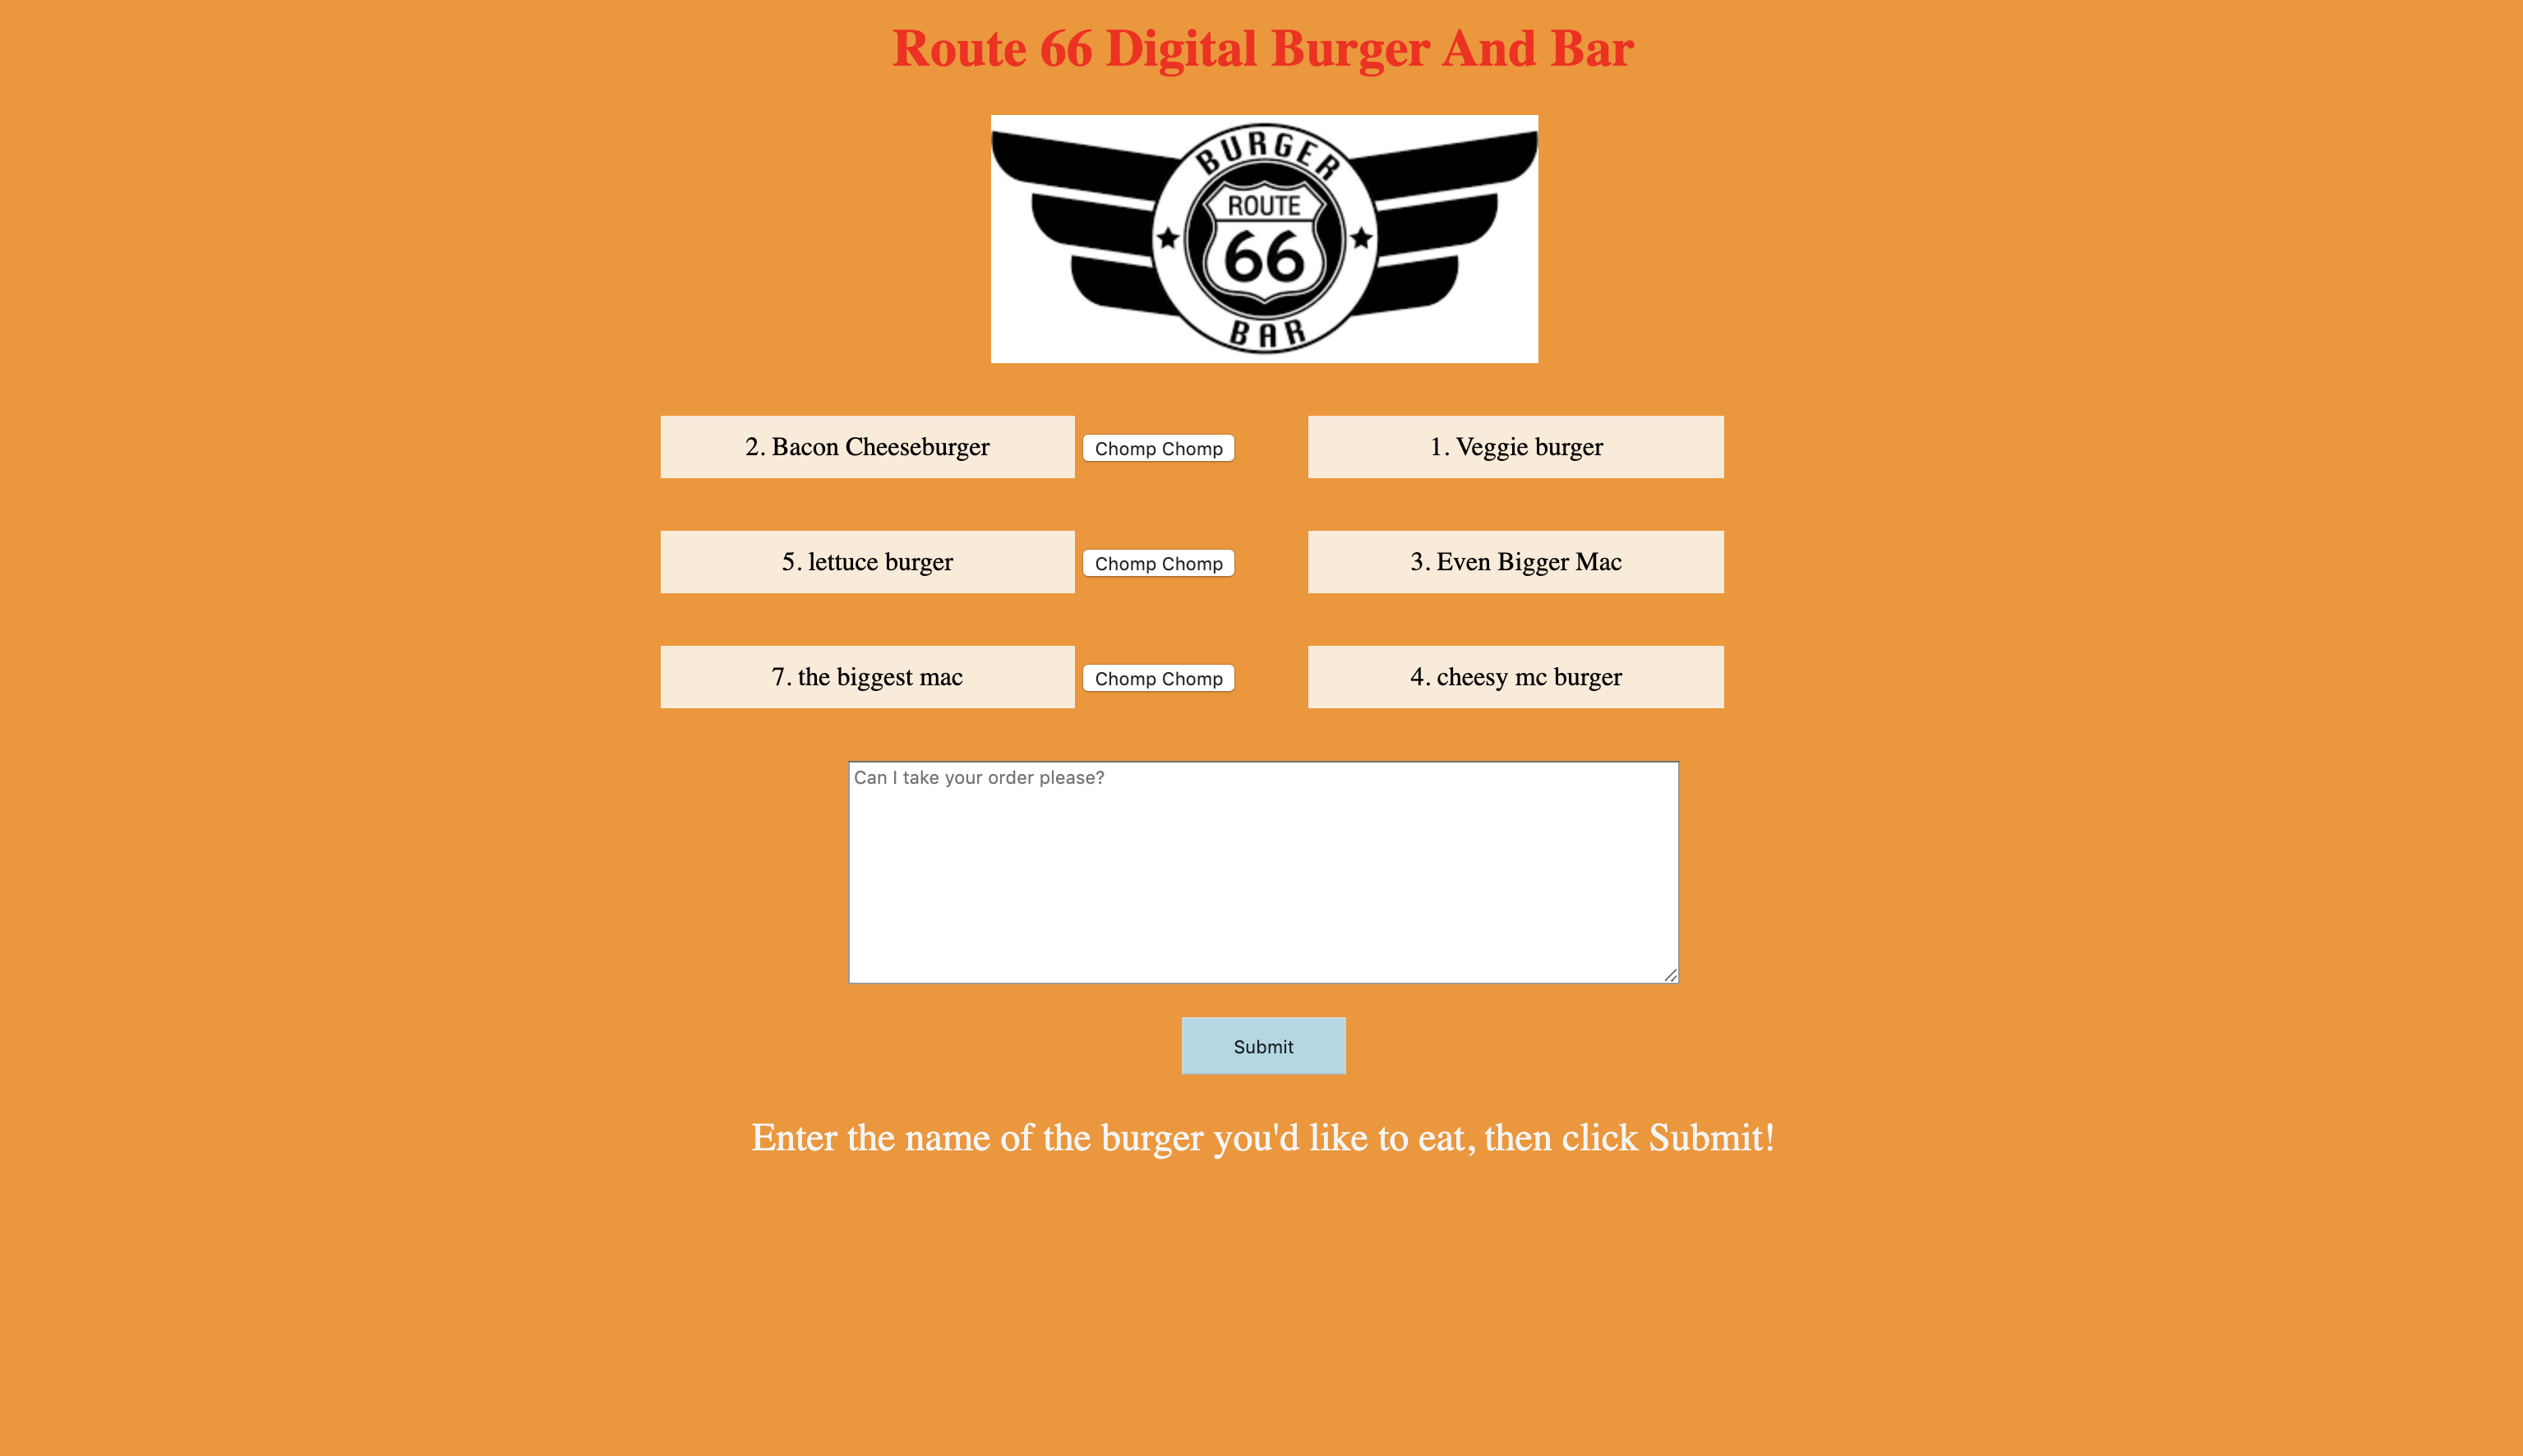 Route 66 Digital Burger And Bar
BURGER
ROUTE
66
BAR
2. Bacon Cheeseburger Chomp Chomp 1. Veggie burger
5. lettuce burger Chomp Chomp 3. Even Bigger Mac
7. the biggest mac Chomp Chomp 4. cheesy mc burger
Can I take your order please?
Submit
Enter the name of the burger you'd like to eat, then click Submit!